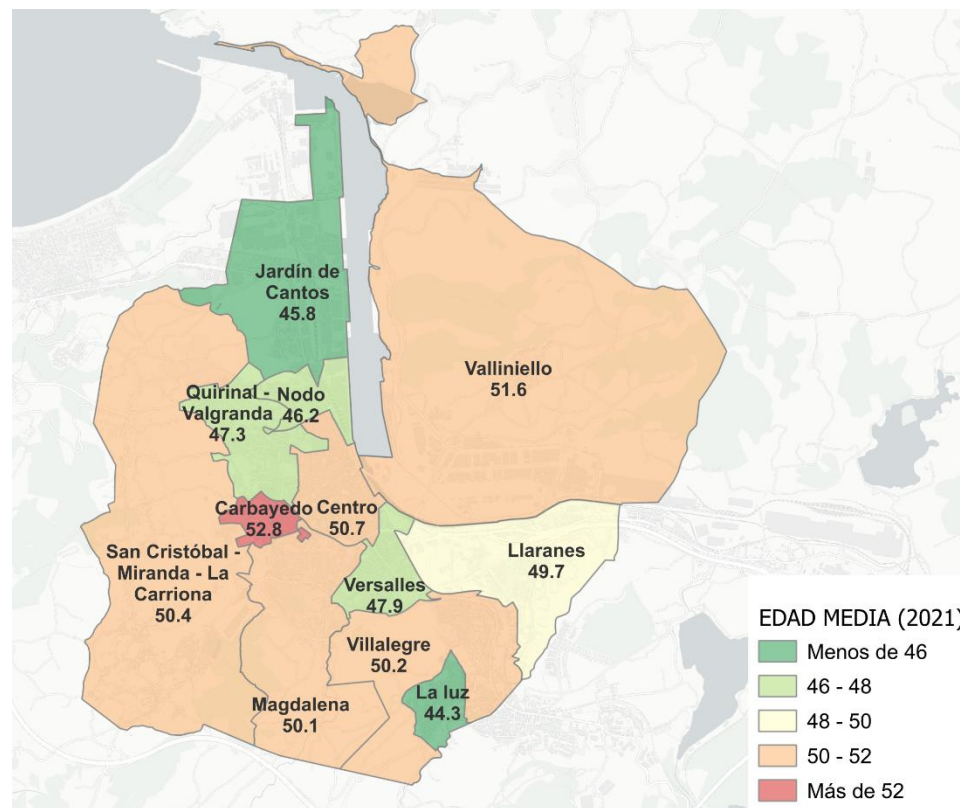 Jardín de
Cantos
45.8
Valliniello
51.6
Quirinal -
Valgranda
47.3
Nodo
46.2
Carbayedo
52.8
Centro
50.7
San Cristóbal -
Miranda - La
Carriona
50.4
Llaranes
49.7
Versalles
47.9
Villalegre
50.2
La luz
44.3
Magdalena
50.1
EDAD MEDIA (2021)
Menos de 46
46 - 48
48 - 50
50 - 52
Más de 52